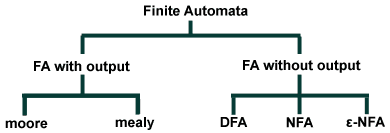 Finite Automata
FA with output
FA without output
moore
mealy
DFA
NFA
ε-NFA